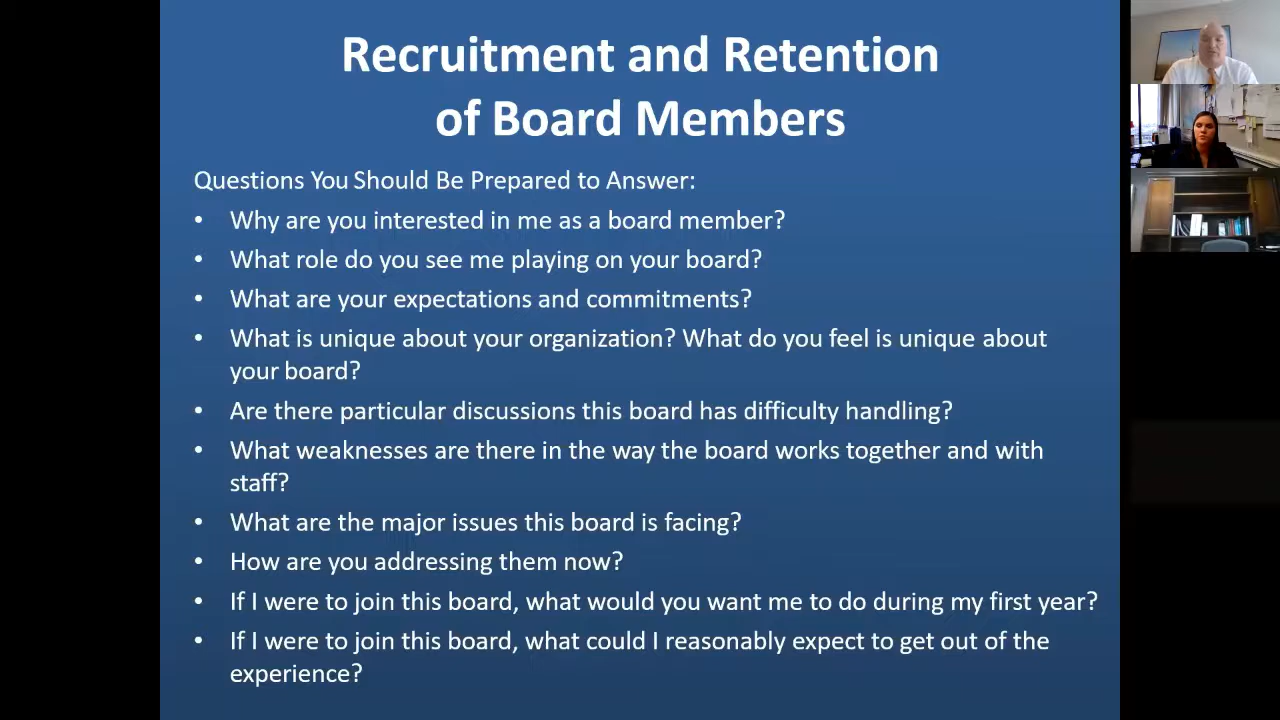 Recruitment and Retention
of Board Members
Questions You Should Be Prepared to Answer:
• Why are you interested in me as a board member?
• What role do you see me playing on your board?
• What are your expectations and commitments?
• What is unique about your organization? What do you feel is unique about
your board?
• Are there particular discussions this board has difficulty handling?
• What weaknesses are there in the way the board works together and with
staff?
• What are the major issues this board is facing?
• How are you addressing them now?
• If I were to join this board, what would you want me to do during my first year?
• If I were to join this board, what could I reasonably expect to get out of the
experience?